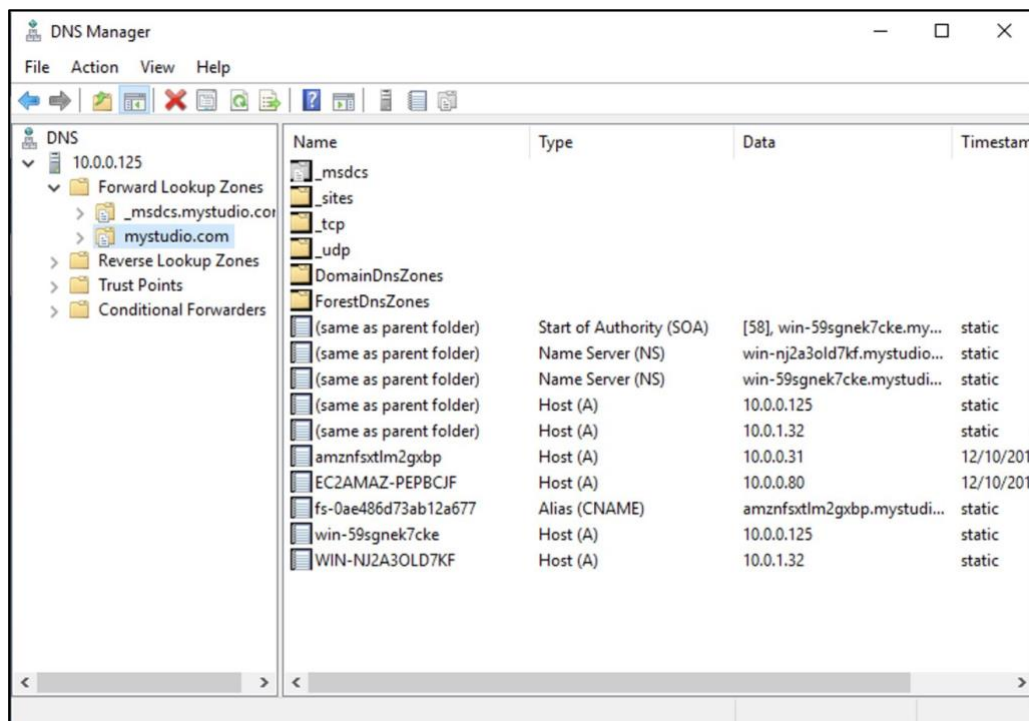 DNS Manager
File Action View Help
DNS
10.0.0.125
Forward Lookup Zones
_msdcs.mystudio.cor
mystudio.com
Reverse Lookup Zones
Trust Points
Conditional Forwarders
Name Type Data Timestam
_msdcs
_sites
_tcp
_udp
DomainDnsZones
ForestDnsZones
(same as parent folder) Start of Authority (SOA) [58], win-59sgnek7cke.my... static
(same as parent folder) Name Server (NS) win-nj2a3old7kf.mystudio... static
(same as parent folder) Name Server (NS) win-59sgnek7cke.mystudi... static
(same as parent folder) Host (A) 10.0.0.125 static
(same as parent folder) Host (A) 10.0.1.32 static
amznfsxtlm2gxbp Host (A) 10.0.0.31 12/10/201
EC2AMAZ-PEPBCJF Host (A) 10.0.0.80 12/10/201
fs-0ae486d73ab12a677 Alias (CNAME) amznfsxtlm2gxbp.mystudi... static
win-59sgnek7cke Host (A) 10.0.0.125 static
WIN-NJ2A3OLD7KF Host (A) 10.0.1.32 static